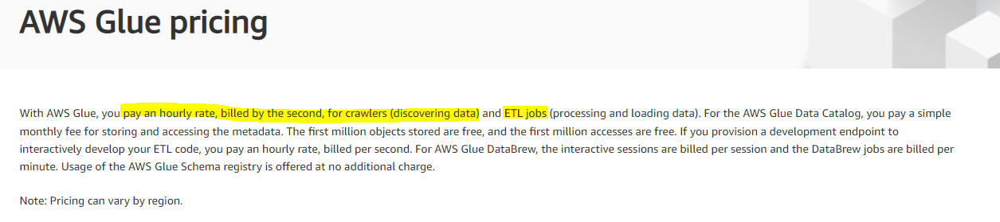 AWS Glue pricing
With AWS Glue, you pay an hourly rate, billed by the second, for crawlers (discovering data) and ETL jobs (processing and loading data). For the AWS Glue Data Catalog, you pay a simple
monthly fee for storing and accessing the metadata. The first million objects stored are free, and the first million accesses are free. If you provision a development endpoint to
interactively develop your ETL code, you pay an hourly rate, billed per second. For AWS Glue DataBrew, the interactive sessions are billed per session and the DataBrew jobs are billed per
minute. Usage of the AWS Glue Schema registry is offered at no additional charge.
Note: Pricing can vary by region.